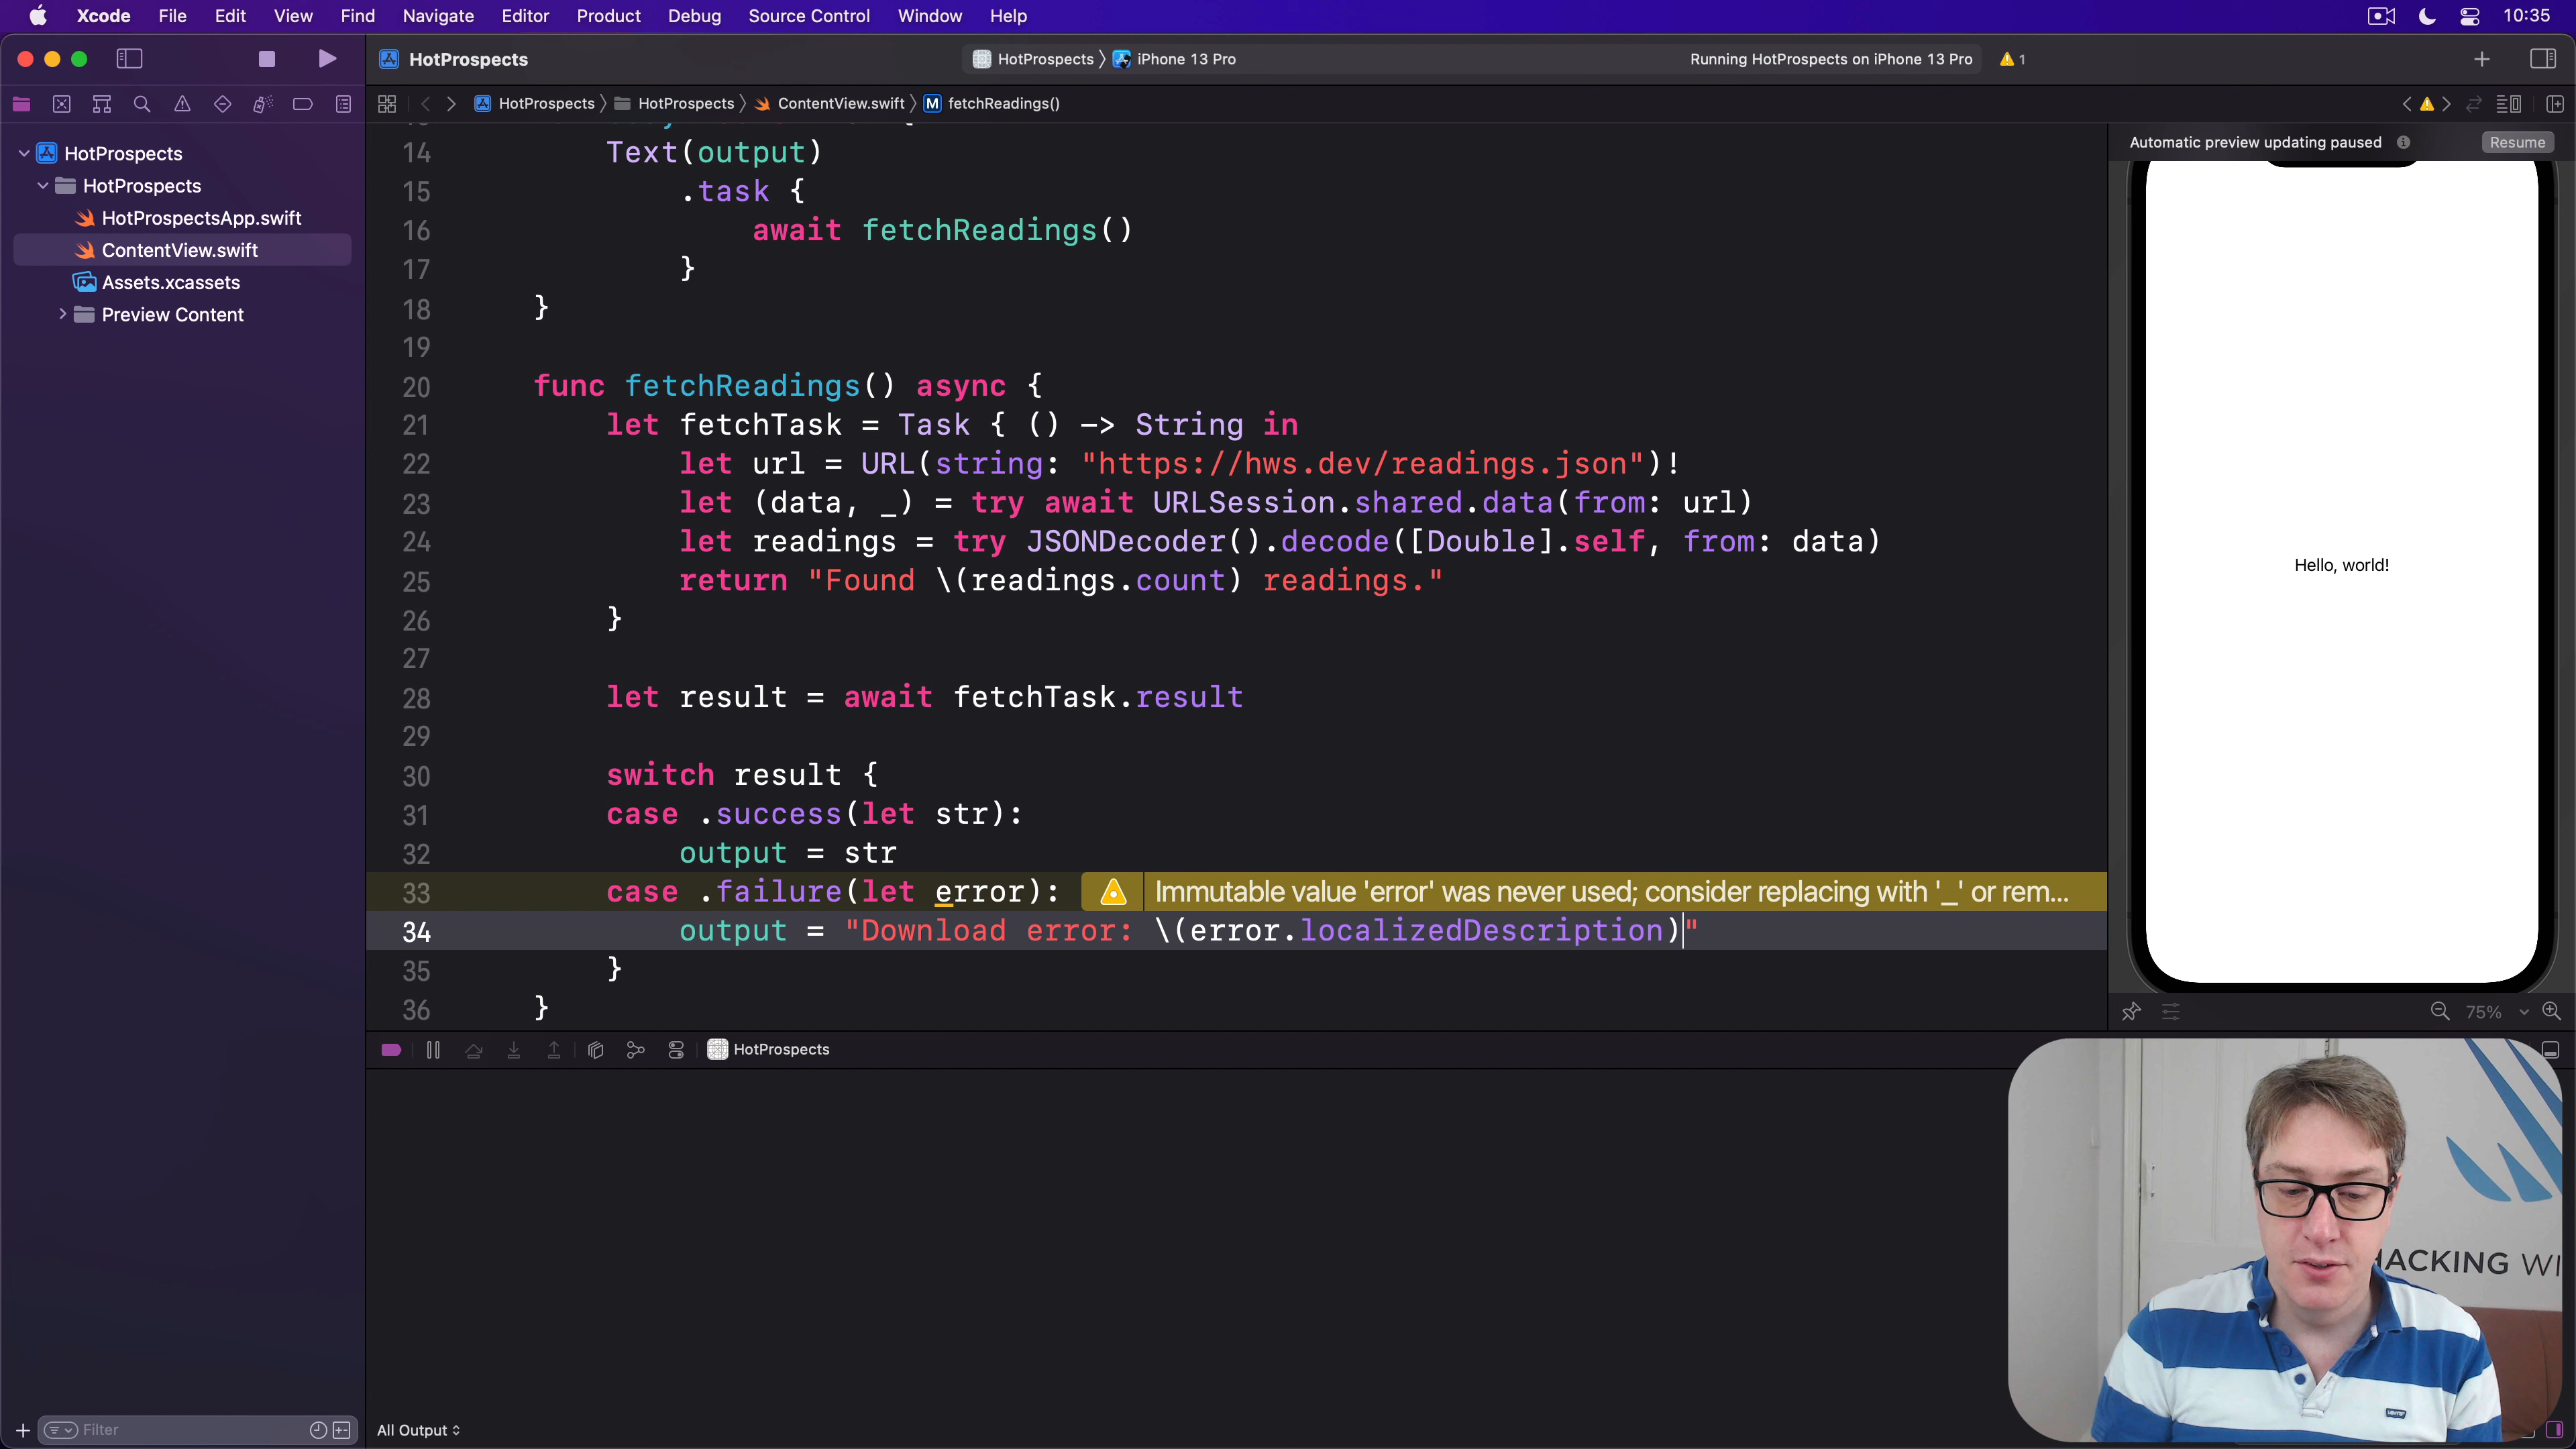 Xcode File Edit View Find Navigate Editor Product Debug Source Control Window Help 10:35
HotProspects HotProspects iPhone 13 Pro Running HotProspects on iPhone 13 Pro 1
HotProspects HotProspects ContentView.swift M fetchReadings()
HotProspects
HotProspects
HotProspectsApp.swift
ContentView.swift
Assets.xcassets
Preview Content
14 Text(output)
15 .task {
16 await fetchReadings()
17 }
18 }
19
20 func fetchReadings() async {
21 let fetchTask = Task { () -> String in
22 let url = URL(string: "https://hws.dev/readings.json")!
23 let (data, _) = try await URLSession.shared.data(from: url)
24 let readings = try JSONDecoder().decode([Double].self, from: data)
25 return "Found \(readings.count) readings."
26 }
27
28 let result = await fetchTask.result
29
30 switch result {
31 case .success(let str):
32 output = str
33 case .failure(let error): Immutable value 'error' was never used; consider replacing with '_' or rem...
34 output = "Download error: \(error.localizedDescription)"
35 }
36 }
Automatic preview updating paused Resume
Hello, world!
75%
HotProspects
HACKING WI
Filter
All Output